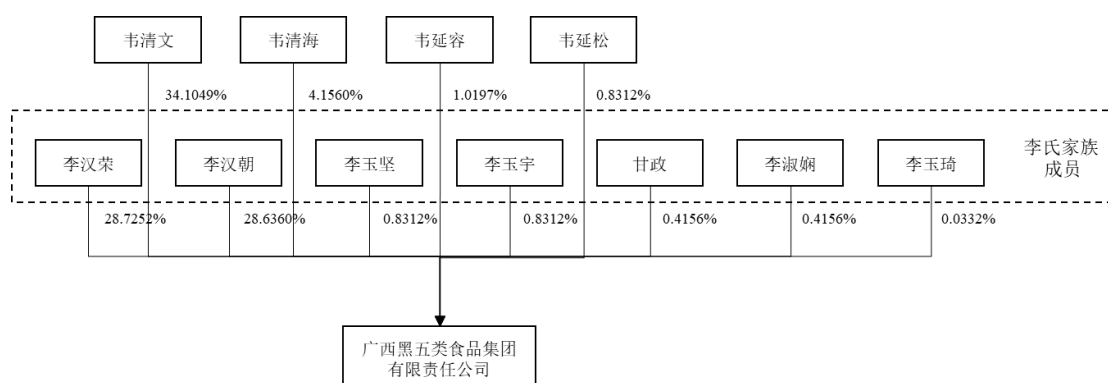 韦清文
韦清海
韦延容
韦延松
34.1049%
4.1560%
1.0197%
0.8312%
李汉荣
李汉朝
李玉坚
李玉宇
甘政
李淑娴
李玉琦
李氏家族
成员
28.7252%
28.6360%
0.8312%
0.8312%
0.4156%
0.4156%
0.0332%
广西黑五类食品集团
有限责任公司